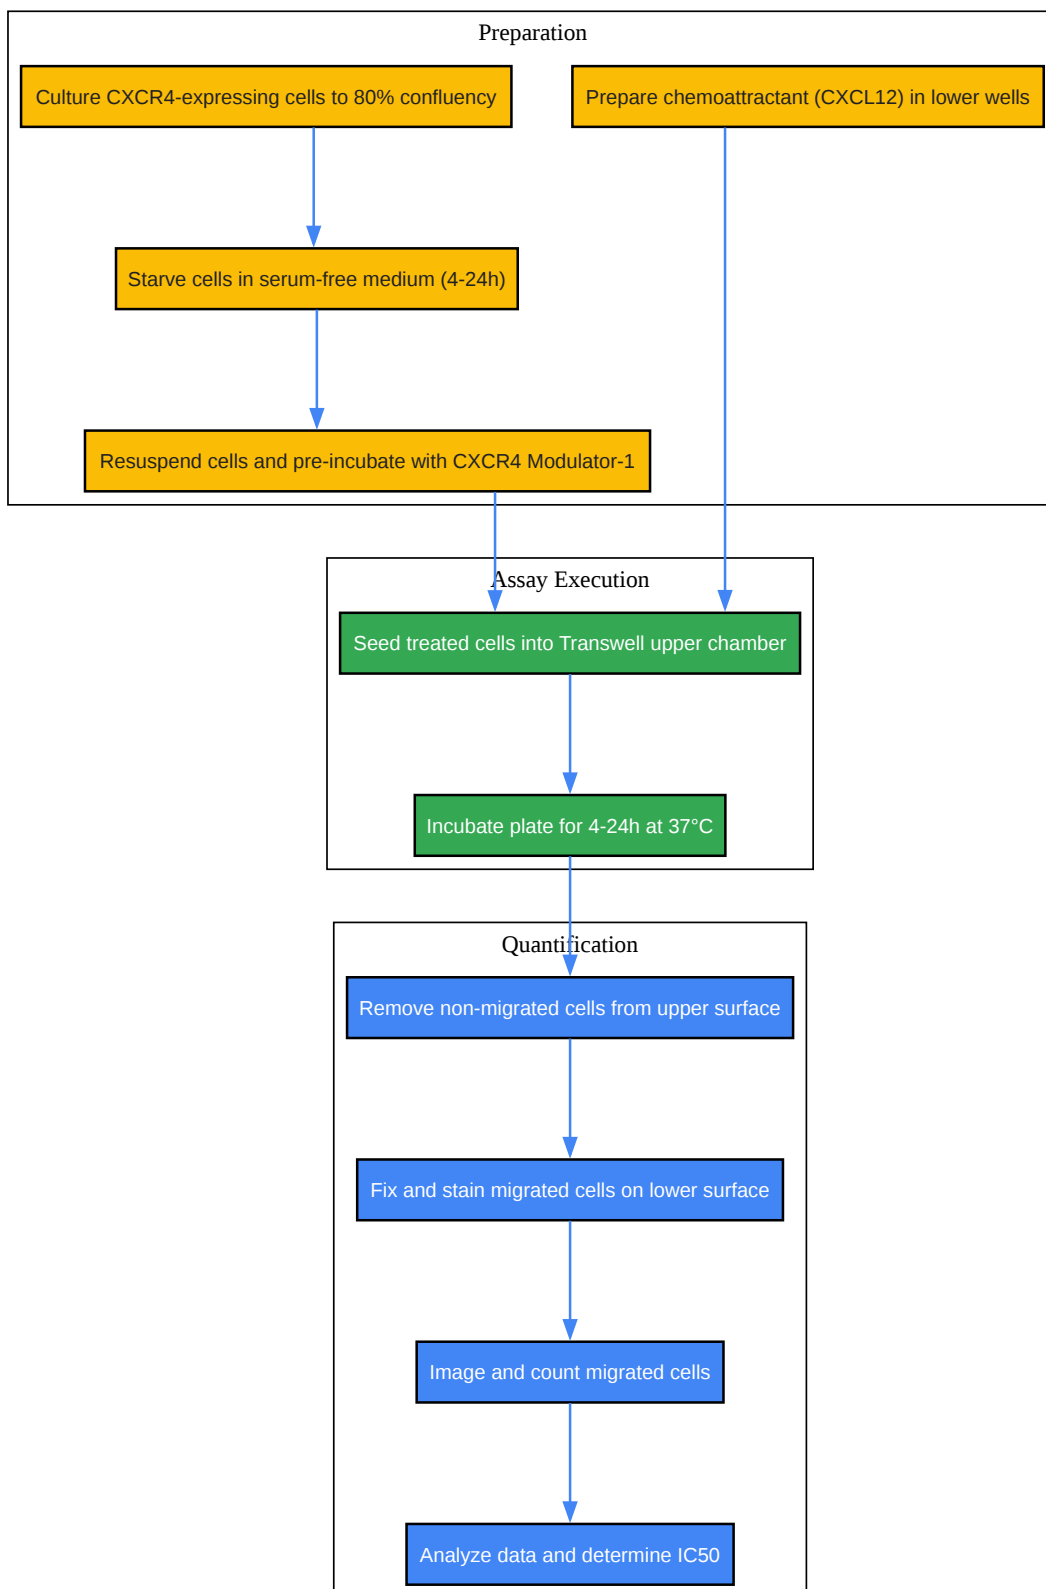 Preparation
Culture CXCR4-expressing cells to 80% confluency
Prepare chemoattractant (CXCL12) in lower wells
Starve cells in serum-free medium (4-24h)
Resuspend cells and pre-incubate with CXCR4 Modulator-1
Assay Execution
Seed treated cells into Transwell upper chamber
Incubate plate for 4-24h at 37°C
Quantification
Remove non-migrated cells from upper surface
Fix and stain migrated cells on lower surface
Image and count migrated cells
Analyze data and determine IC50